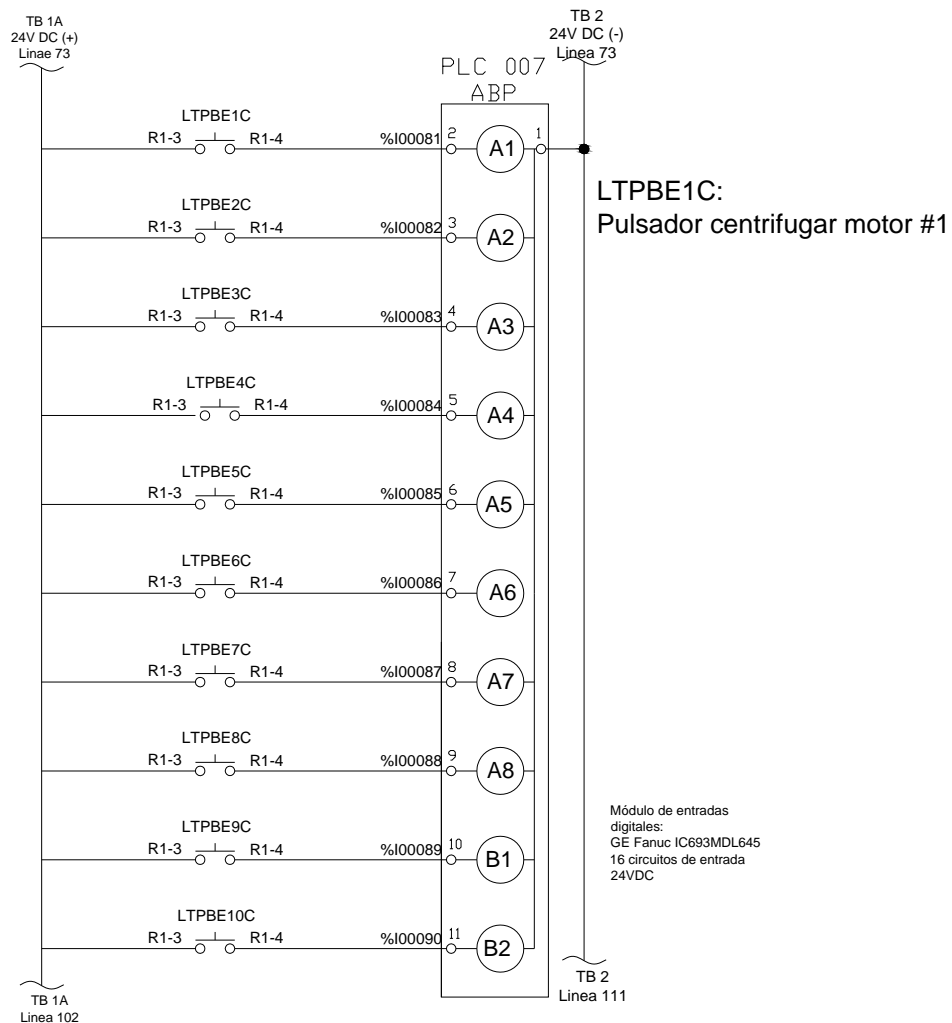 TB 1A
24V DC (+)
Linae 73
TB 2
24V DC (-)
Linea 73
PLC 007
ABP
LTPBE1C
R1-3 R1-4 %I00081 2 A1 1
LTPBE1C:
Pulsador centrifugar motor #1
LTPBE2C
R1-3 R1-4 %I00082 3 A2
LTPBE3C
R1-3 R1-4 %I00083 4 A3
LTPBE4C
R1-3 R1-4 %I00084 5 A4
LTPBE5C
R1-3 R1-4 %I00085 6 A5
LTPBE6C
R1-3 R1-4 %I00086 7 A6
LTPBE7C
R1-3 R1-4 %I00087 8 A7
LTPBE8C
R1-3 R1-4 %I00088 9 A8
LTPBE9C
R1-3 R1-4 %I00089 10 B1
Módulo de entradas
digitales:
GE Fanuc IC693MDL645
16 circuitos de entrada
24VDC
LTPBE10C
R1-3 R1-4 %I00090 11 B2
TB 1A
Linea 102
TB 2
Linea 111